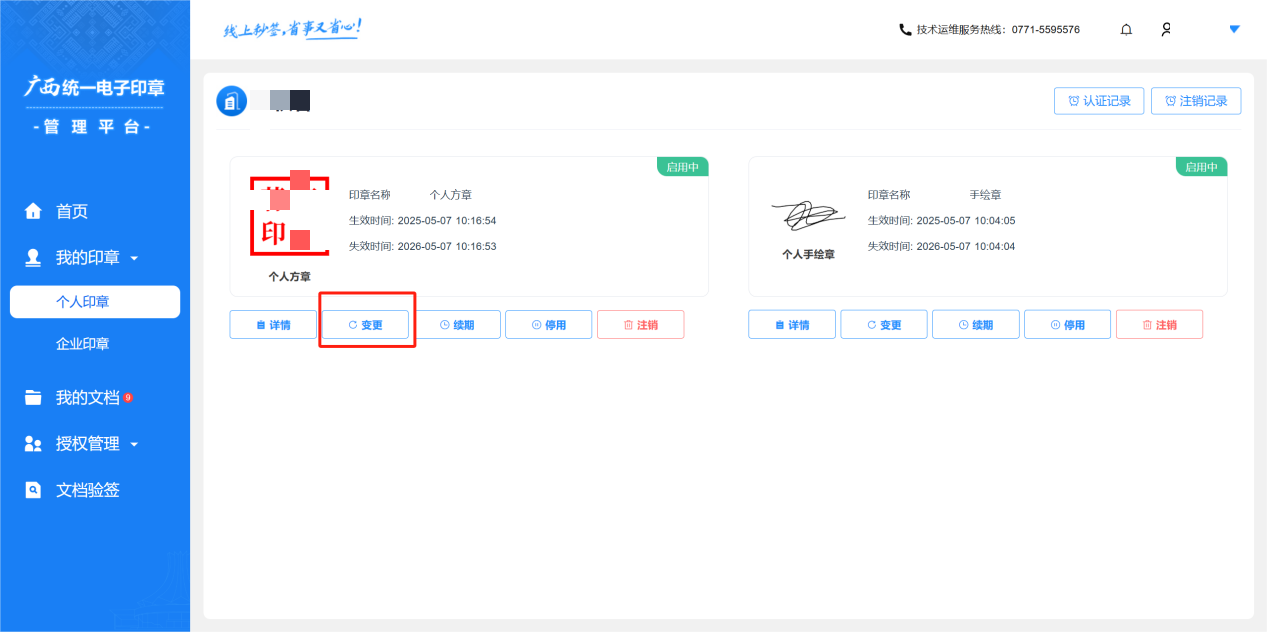 线上秒签,省事又省心!
技术运维服务热线: 0771-5595576
广西统一电子印章
-管理平台-
首页
我的印章
个人印章
企业印章
我的文档 9
授权管理
文档验签
认证记录 注销记录
启用中
印
印章名称 个人方章
生效时间: 2025-05-07 10:16:54
失效时间: 2026-05-07 10:16:53
个人方章
详情 变更 续期 停用 注销
启用中
印章名称 手绘章
生效时间: 2025-05-07 10:04:05
失效时间: 2026-05-07 10:04:04
个人手绘章
详情 变更 续期 停用 注销